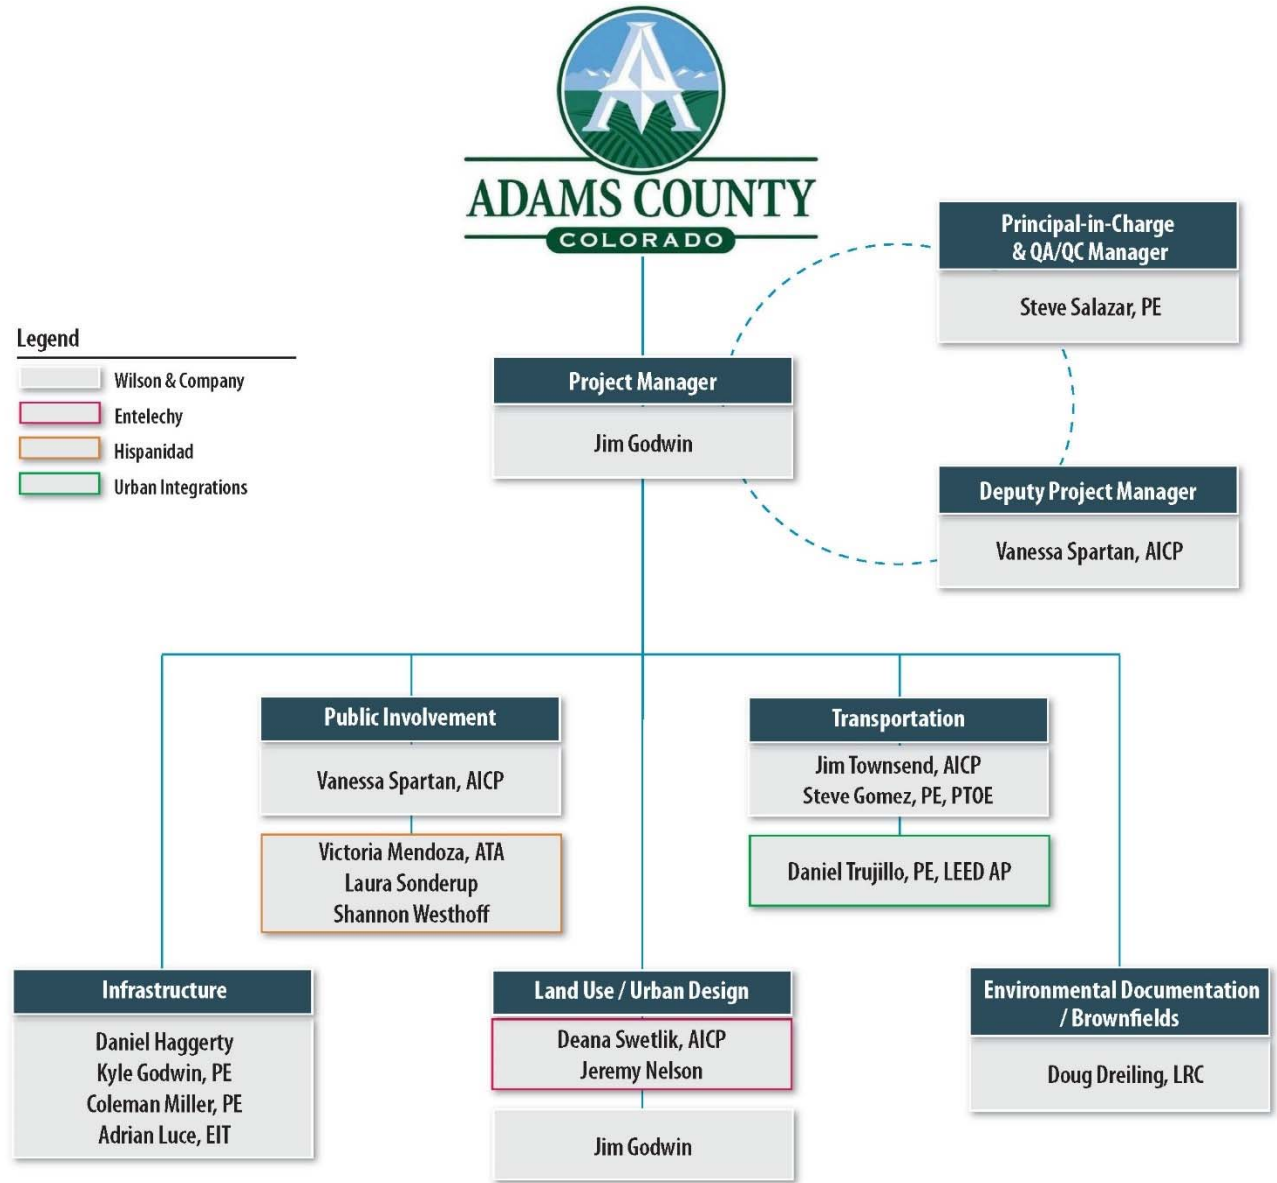 ADAMS COUNTY
COLORADO
Principal-in-Charge
& QA/QC Manager
Steve Salazar, PE
Legend
Wilson & Company
Entelechy
Hispanidad
Urban Integrations
Project Manager
Jim Godwin
Deputy Project Manager
Vanessa Spartan, AICP
Public Involvement
Vanessa Spartan, AICP
Victoria Mendoza, ATA
Laura Sonderup
Shannon Westhoff
Transportation
Jim Townsend, AICP
Steve Gomez, PE, PTOE
Daniel Trujillo, PE, LEED AP
Infrastructure
Daniel Haggerty
Kyle Godwin, PE
Coleman Miller, PE
Adrian Luce, EIT
Land Use / Urban Design
Deana Swetlik, AICP
Jeremy Nelson
Jim Godwin
Environmental Documentation
/ Brownfields
Doug Dreiling, LRC